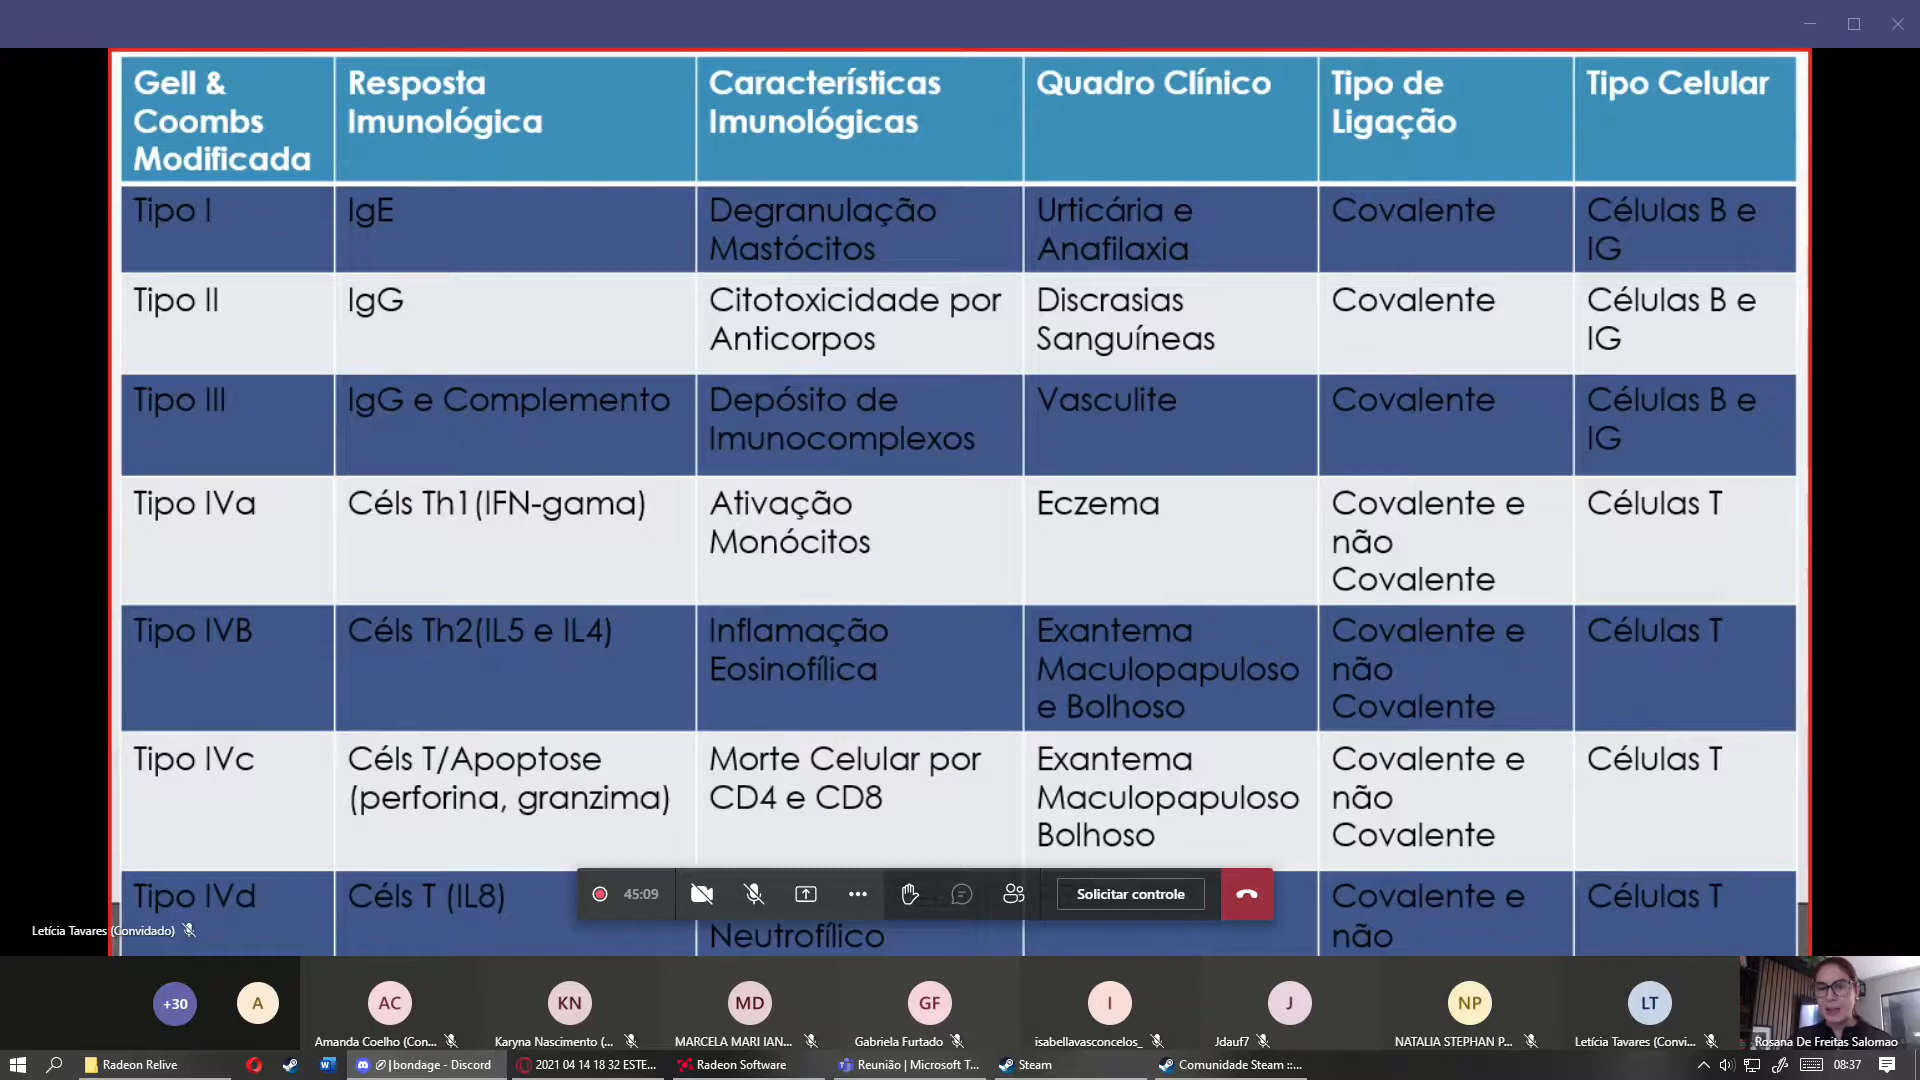 Gell &
Coombs
Modificada
Resposta
Imunológica
Características
Imunológicas
Quadro Clínico
Tipo de
Ligação
Tipo Celular
Tipo I
IgE
Degranulação
Mastócitos
Urticária e
Anafilaxia
Covalente
Células B e
IG
Tipo II
IgG
Citotoxicidade por
Anticorpos
Discrasias
Sanguíneas
Covalente
Células B e
IG
Tipo III
IgG e Complemento
Depósito de
Imunocomplexos
Vasculite
Covalente
Células B e
IG
Tipo IVa
Céls Th1(IFN-gama)
Ativação
Monócitos
Eczema
Covalente e
não
Covalente
Células T
Tipo IVB
Céls Th2(IL5 e IL4)
Inflamação
Eosinofílica
Exantema
Maculopapuloso
e Bolhoso
Covalente e
não
Covalente
Células T
Tipo IVc
Céls T/Apoptose
(perforina, granzima)
Morte Celular por
CD4 e CD8
Exantema
Maculopapuloso
Bolhoso
Covalente e
não
Covalente
Células T
Tipo IVd
Céls T (IL8)
Neutrofílico
Covalente e
não
Células T
45:09
Solicitar controle
Letícia Tavares (Convidado)
+30
A
AC
KN
MD
GF
I
J
NP
LT
Amanda Coelho (Con...
Karyna Nascimento (...
MARCELA MARI IAN...
Gabriela Furtado
isabellavasconcelos_
Jdauf7
NATALIA STEPHAN P...
Letícia Tavares (Convi...
Rosana De Freitas Salomao
Radeon Relive
@|bondage - Discord
2021 04 14 18 32 ESTE...
Radeon Software
Reunião | Microsoft T...
Steam
Comunidade Steam ::...
08:37